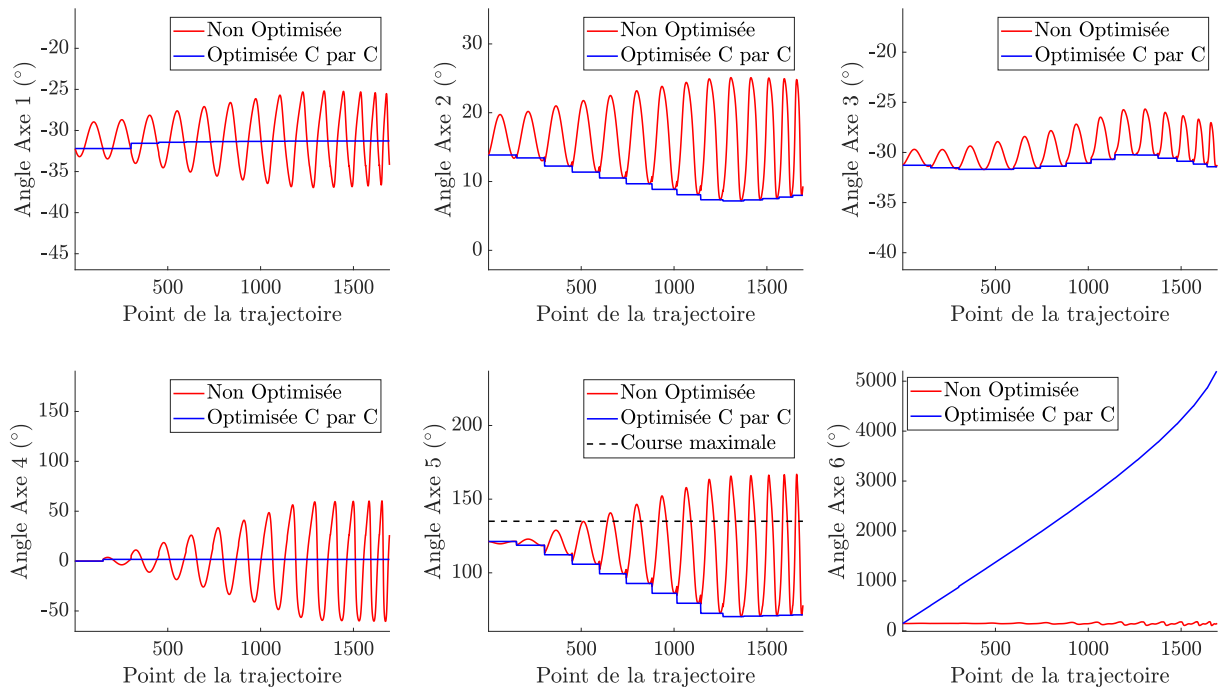 Non Optimisée
Optimisée C par C
-20
-25
-30
-35
-40
-45
Angle Axe 1 (°)
500
1000
1500
Point de la trajectoire
Non Optimisée
Optimisée C par C
30
20
10
0
Angle Axe 2 (°)
500
1000
1500
Point de la trajectoire
Non Optimisée
Optimisée C par C
-20
-25
-30
-35
-40
Angle Axe 3 (°)
500
1000
1500
Point de la trajectoire
Non Optimisée
Optimisée C par C
150
100
50
0
-50
Angle Axe 4 (°)
500
1000
1500
Point de la trajectoire
Non Optimisée
Optimisée C par C
Course maximale
200
150
100
Angle Axe 5 (°)
500
1000
1500
Point de la trajectoire
Non Optimisée
Optimisée C par C
5000
4000
3000
2000
1000
0
Angle Axe 6 (°)
500
1000
1500
Point de la trajectoire